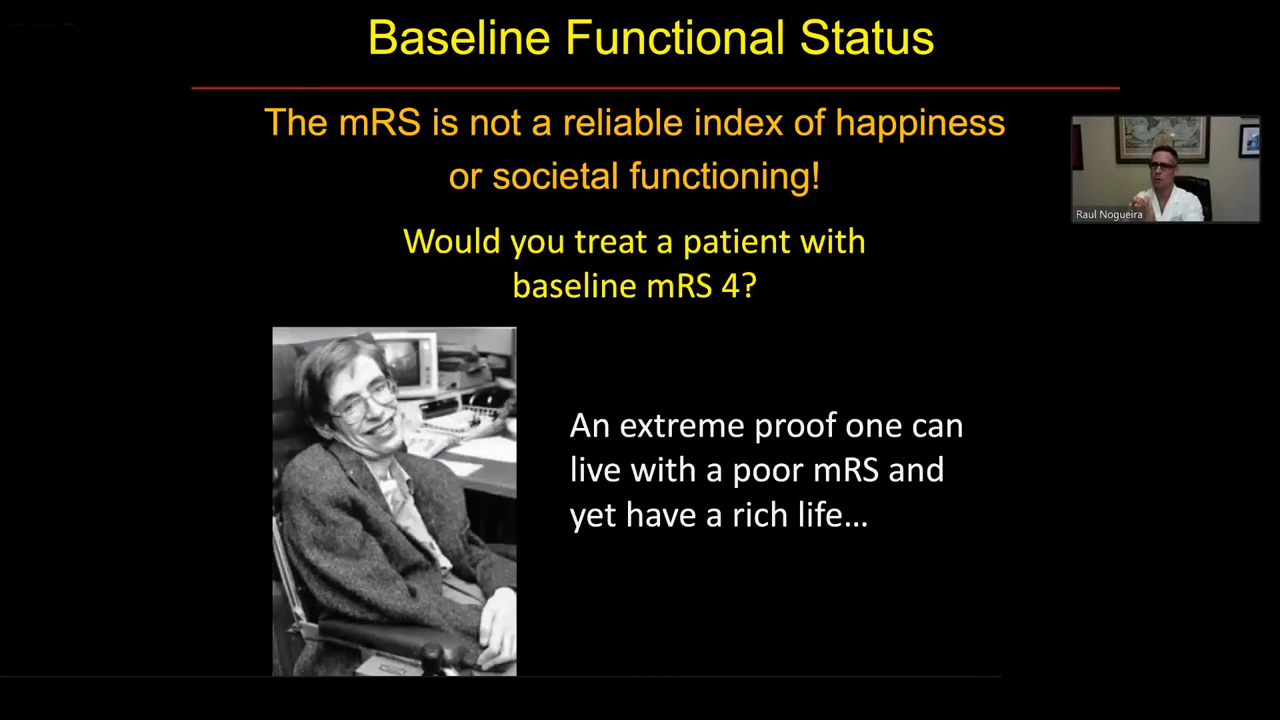 Baseline Functional Status
The mRS is not a reliable index of happiness
or societal functioning!
Would you treat a patient with
baseline mRS 4?
Raul Nogueira
An extreme proof one can
live with a poor mRS and
yet have a rich life...